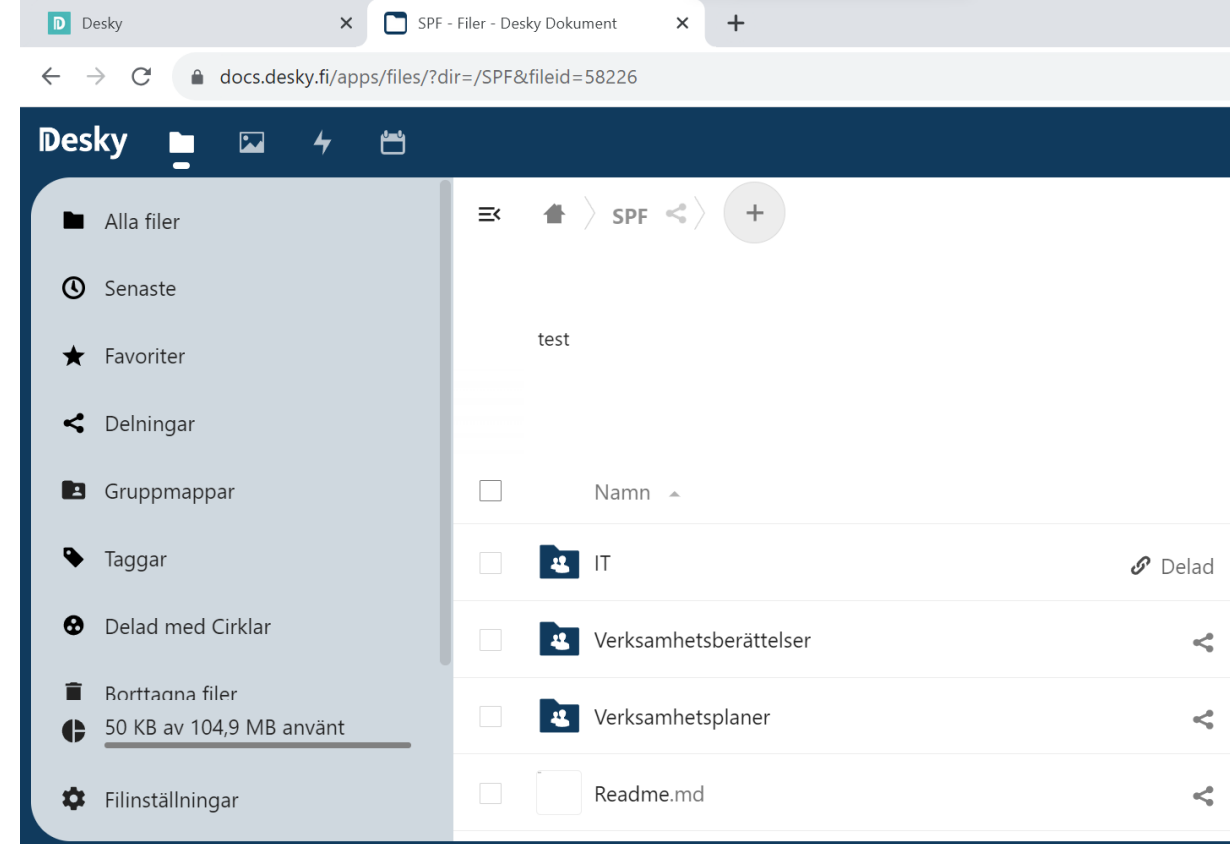 Desky
SPF - Filer - Desky Dokument
docs.desky.fi/apps/files/?dir=/SPF&fileid=58226
Desky
Alla filer
Senaste
Favoriter
Delningar
Gruppmappar
Taggar
Delad med Cirklar
Borttagna filer
50 KB av 104,9 MB använt
Filinställningar
SPF
test
Namn
IT
Delad
Verksamhetsberättelser
Verksamhetsplaner
Readme.md